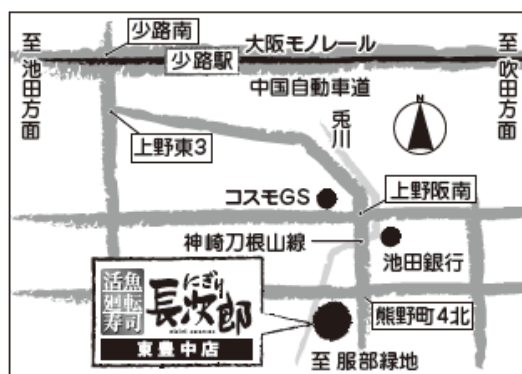 少路南
至池田方面
大阪モノレール
至吹田方面
少路駅
中国自動車道
N
兎川
上野東3
コスモGS
上野阪南
神崎刀根山線
池田銀行
活魚
廻転
寿司
にぎり
長次郎
東豊中店
熊野町4北
至 服部緑地